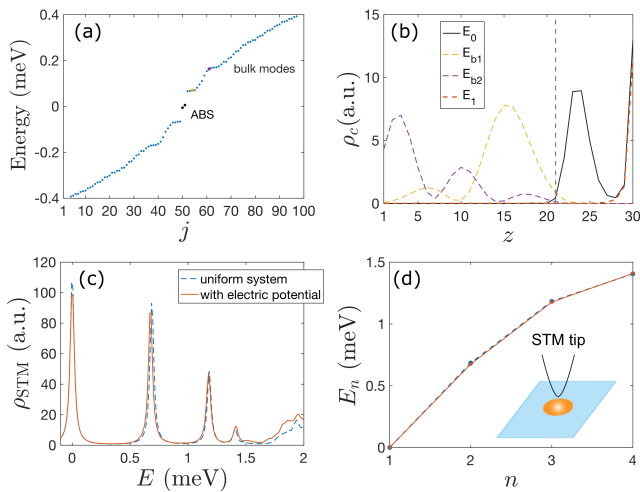 (a)
Energy (meV)
0.4
0.2
0
0.2
0.4
bulk modes
ABS
1 10 20 30 40 50 60 70 80 90 100
j
(b)
ρc(a.u.)
15
10
5
0
E0
Eb1
Eb2
E1
1 5 10 15 20 25 30
z
(c)
ρSTM (a.u.)
120
100
80
60
40
20
0
uniform system
with electric potential
0 0.5 1 1.5 2
E (meV)
(d)
En (meV)
1.5
1
0.5
0
STM tip
1 2 3 4
n